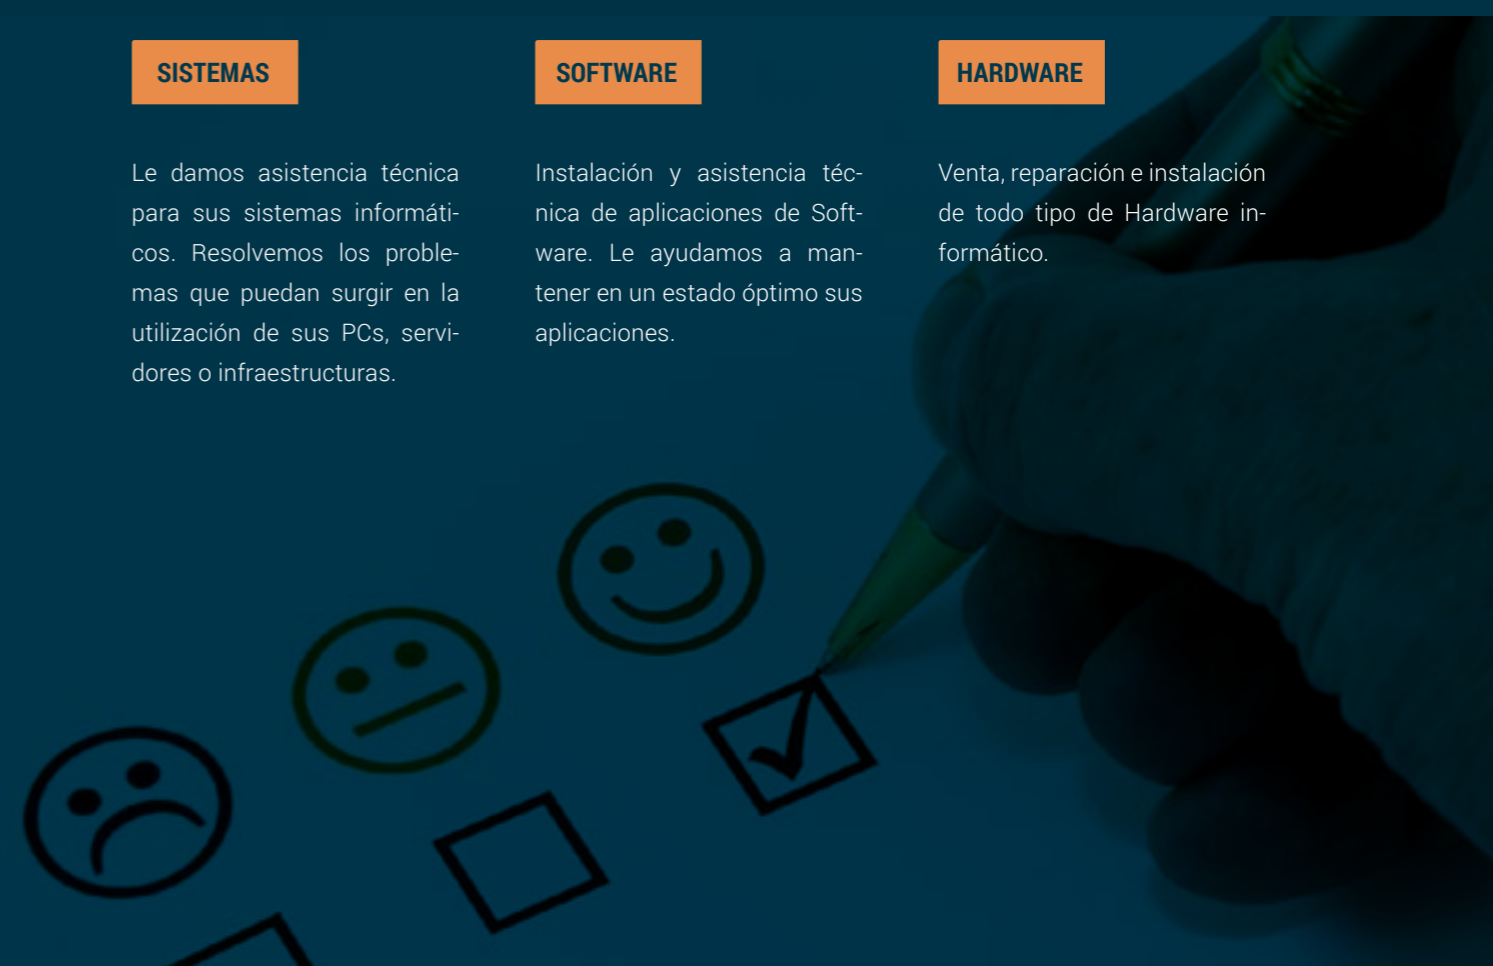 SISTEMAS
Le damos asistencia técnica
para sus sistemas informáti-
cos. Resolvemos los proble-
mas que puedan surgir en la
utilización de sus PCs, servi-
dores o infraestructuras.
SOFTWARE
Instalación y asistencia téc-
nica de aplicaciones de Soft-
ware. Le ayudamos a man-
tener en un estado óptimo sus
aplicaciones.
HARDWARE
Venta, reparación e instalación
de todo tipo de Hardware in-
formático.